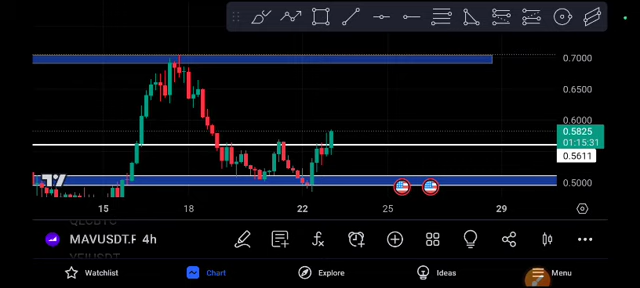 0.7000
0.6500
0.6000
0.5825
01:15:31
0.5611
0.5000
15 18 22 25 29
MAVUSDT.P 4h
Watchlist Chart Explore Ideas Menu